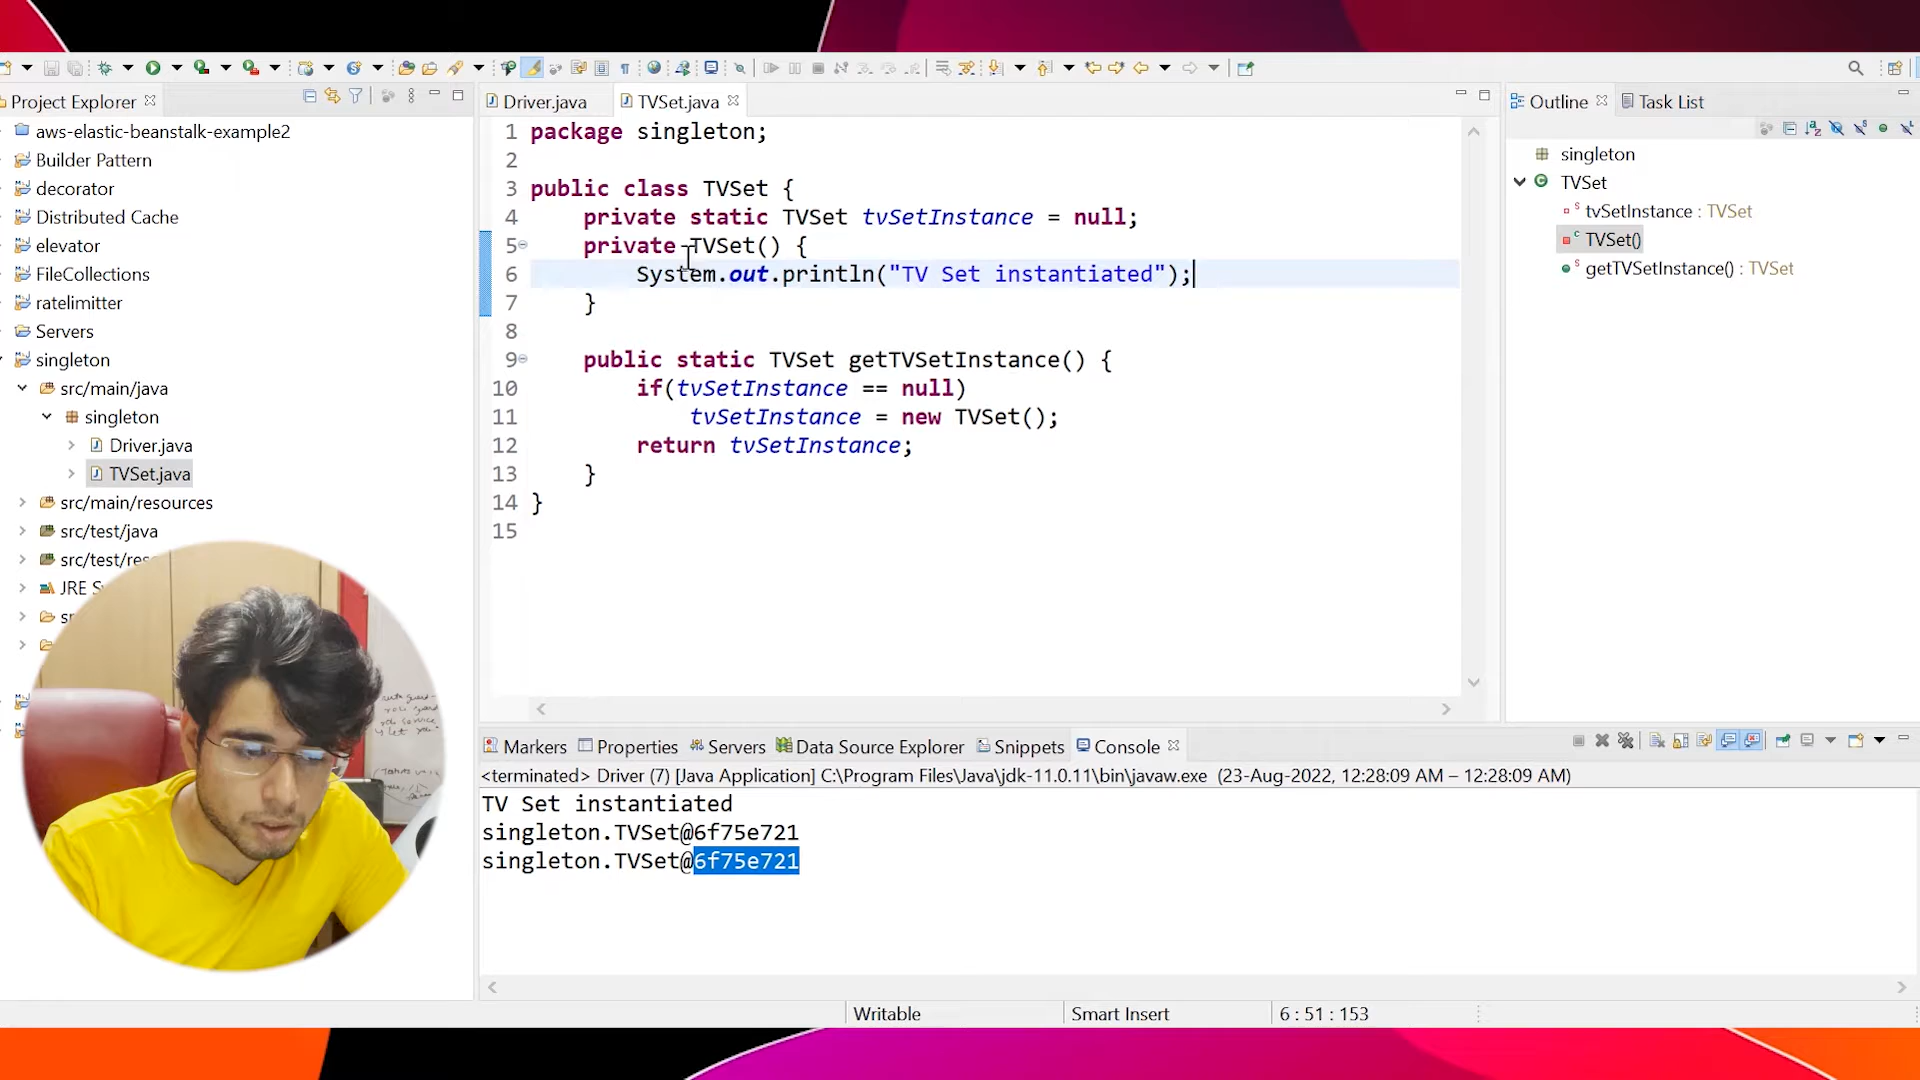 Project Explorer
aws-elastic-beanstalk-example2
Builder Pattern
decorator
Distributed Cache
elevator
FileCollections
ratelimitter
Servers
singleton
src/main/java
singleton
Driver.java
TVSet.java
src/main/resources
src/test/java
src/test/res
JRE S
Driver.java
TVSet.java
1 package singleton;
2
3 public class TVSet {
4 private static TVSet tvSetInstance = null;
5 private TVSet() {
6 System.out.println("TV Set instantiated");
7 }
8
9 public static TVSet getTVSetInstance() {
10 if(tvSetInstance == null)
11 tvSetInstance = new TVSet();
12 return tvSetInstance;
13 }
14 }
15
Outline
Task List
singleton
TVSet
tvSetInstance : TVSet
TVSet()
getTVSetInstance() : TVSet
Markers
Properties
Servers
Data Source Explorer
Snippets
Console
<terminated> Driver (7) [Java Application] C:\Program Files\Java\jdk-11.0.11\bin\javaw.exe (23-Aug-2022, 12:28:09 AM – 12:28:09 AM)
TV Set instantiated
singleton.TVSet@6f75e721
singleton.TVSet@6f75e721
Writable
Smart Insert
6 : 51 : 153